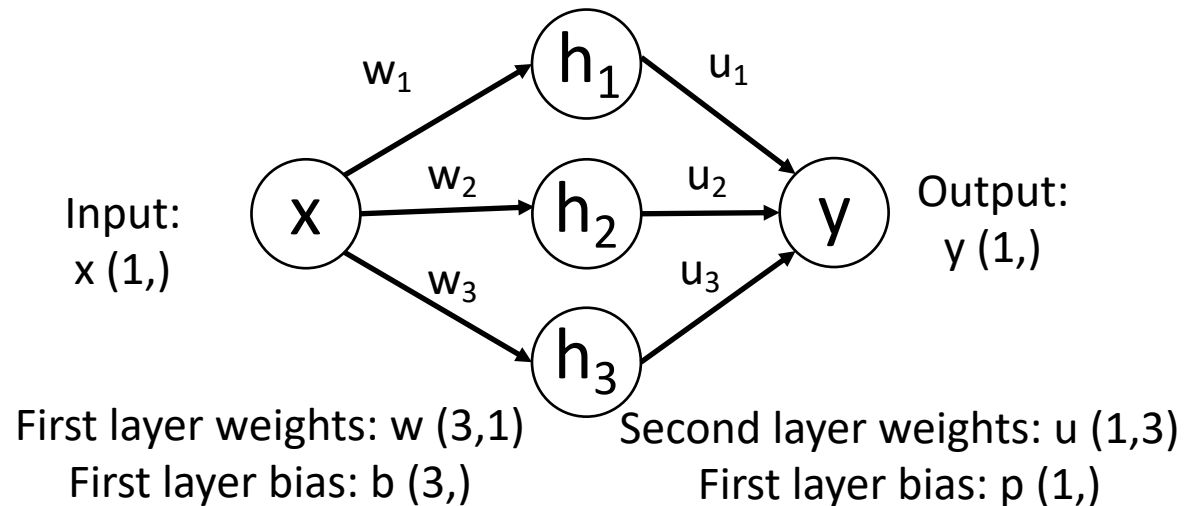 h₁
w₁
u₁
w₂
u₂
Input:
x (1,)
x
h₂
y
Output:
y (1,)
w₃
u₃
h₃
First layer weights: w (3,1)
Second layer weights: u (1,3)
First layer bias: b (3,)
First layer bias: p (1,)